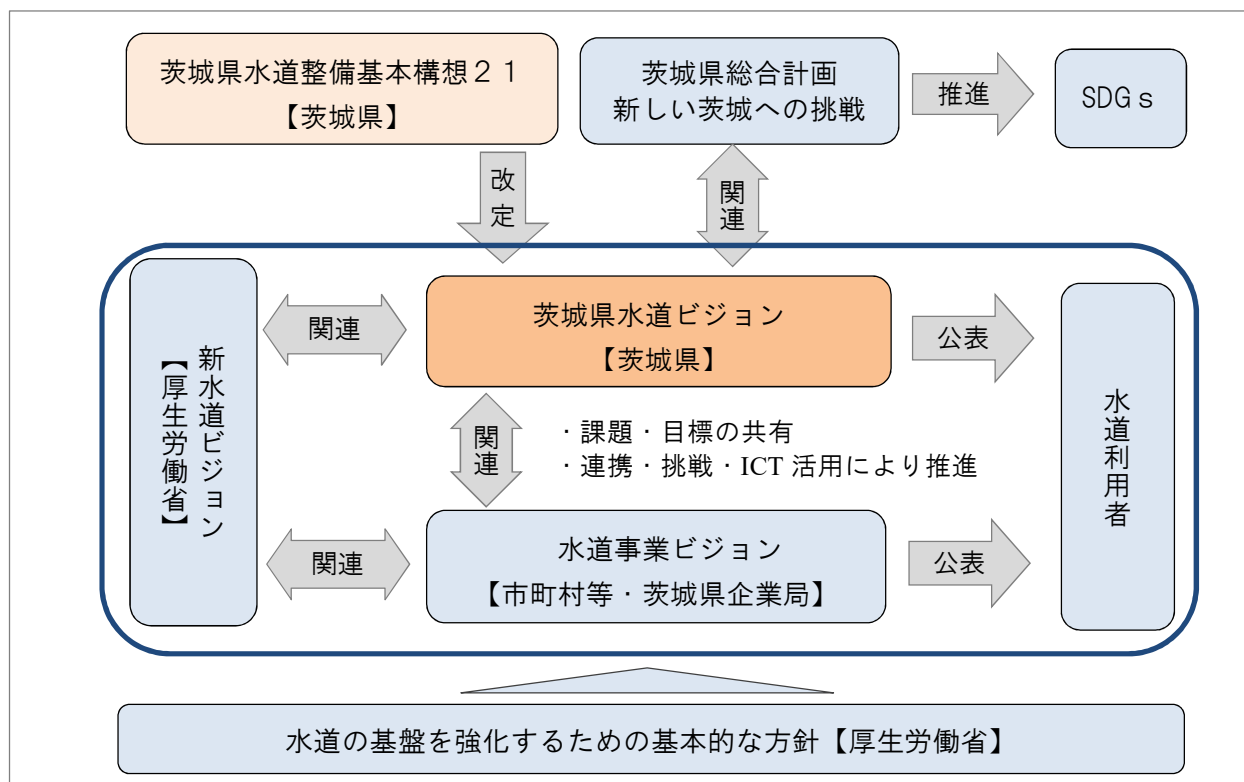 茨城県水道整備基本構想２１
【茨城県】
茨城県総合計画
新しい茨城への挑戦
推進
SDGｓ
改定
関連
新水道ビジョン
【厚生労働省】
関連
茨城県水道ビジョン
【茨城県】
公表
水道利用者
関連
・課題・目標の共有
・連携・挑戦・ICT 活用により推進
関連
水道事業ビジョン
【市町村等・茨城県企業局】
公表
水道の基盤を強化するための基本的な方針【厚生労働省】